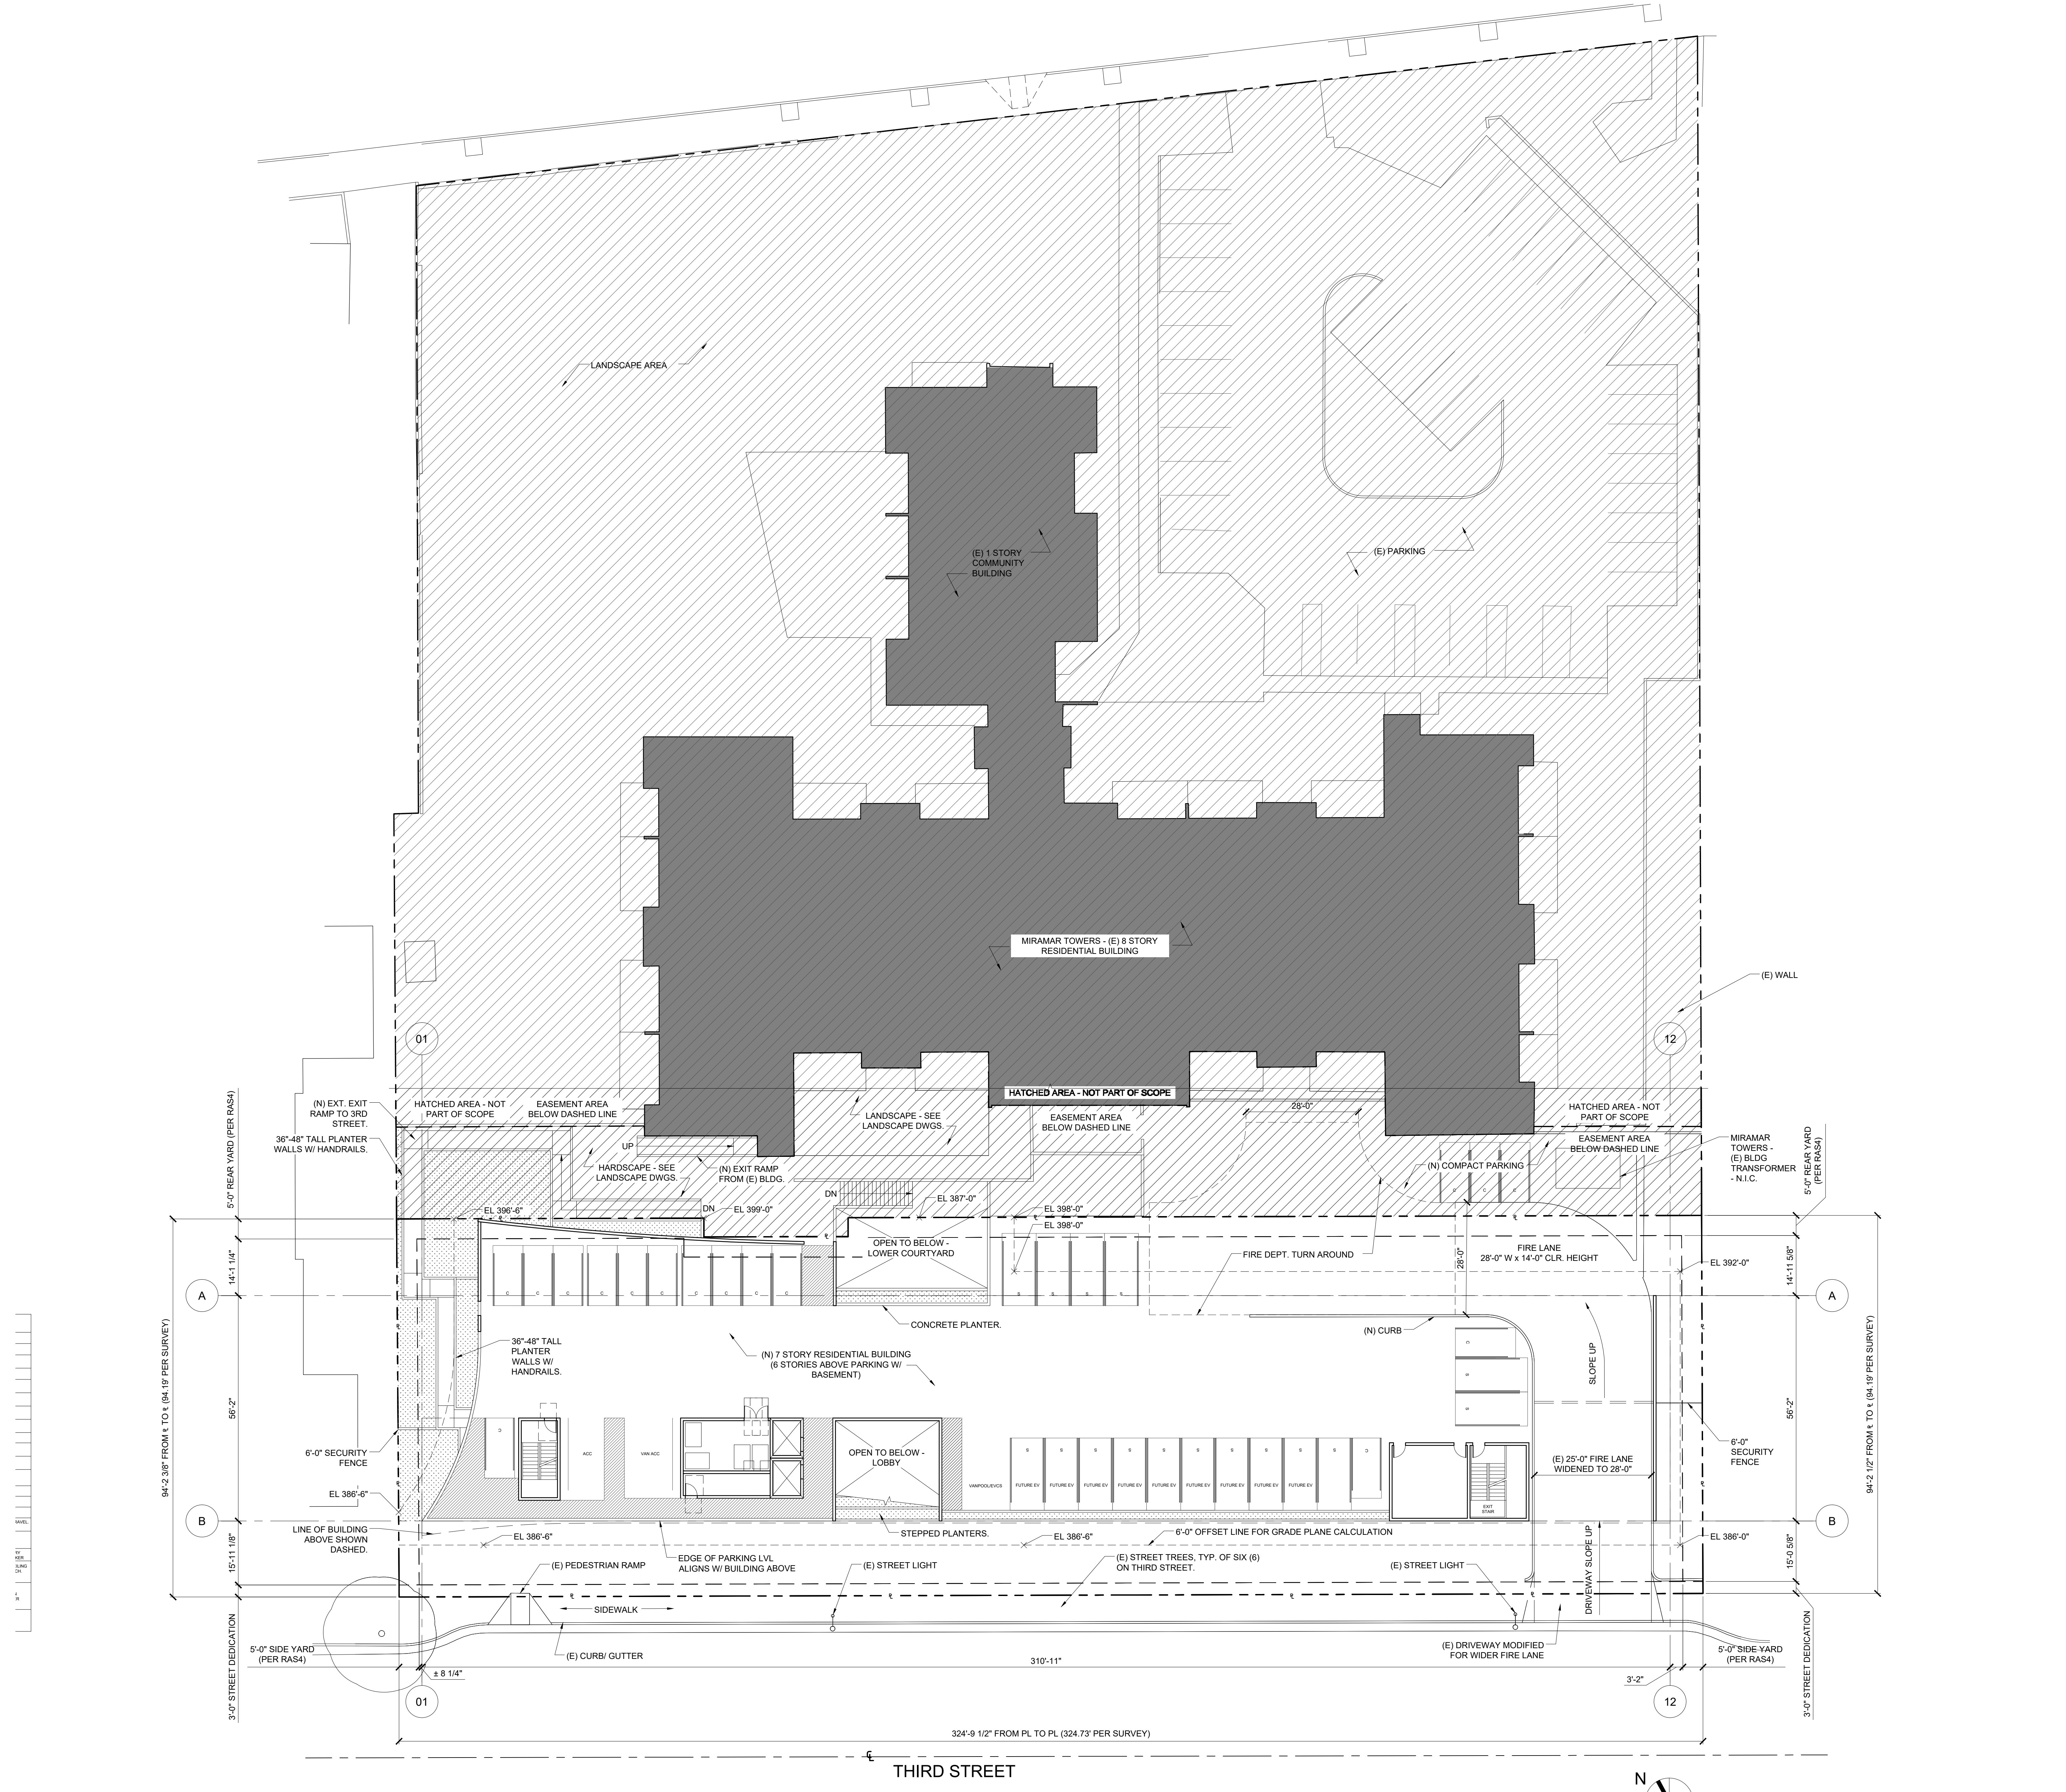 LANDSCAPE AREA
(E) 1 STORY
COMMUNITY
BUILDING
(E) PARKING
MIRAMAR TOWERS - (E) 8 STORY
RESIDENTIAL BUILDING
(E) WALL
01
12
5'-0" REAR YARD (PER RAS4)
(N) EXT. EXIT
RAMP TO 3RD
STREET.
36"-48" TALL PLANTER
WALLS W/ HANDRAILS.
HATCHED AREA - NOT
PART OF SCOPE
EASEMENT AREA
BELOW DASHED LINE
HATCHED AREA - NOT PART OF SCOPE
LANDSCAPE - SEE
LANDSCAPE DWGS.
EASEMENT AREA
BELOW DASHED LINE
28'-0"
HATCHED AREA - NOT
PART OF SCOPE
EASEMENT AREA
BELOW DASHED LINE
MIRAMAR
TOWERS -
(E) BLDG
TRANSFORMER
- N.I.C.
5'-0" REAR YARD
(PER RAS4)
UP
HARDSCAPE - SEE
LANDSCAPE DWGS.
(N) EXIT RAMP
FROM (E) BLDG.
(N) COMPACT PARKING
C C C
DN
EL 387'-0"
EL 396'-6"
DN
EL 399'-0"
EL 398'-0"
EL 398'-0"
OPEN TO BELOW -
LOWER COURTYARD
FIRE DEPT. TURN AROUND
28'-0"
FIRE LANE
28'-0" W x 14'-0" CLR. HEIGHT
EL 392'-0"
14'-1 1/4"
14'-11 5/8"
A
C C C C C C C C C C
S S S S
A
CONCRETE PLANTER.
(N) CURB
94'-2 3/8" FROM ℄ TO ℄ (94.19' PER SURVEY)
36"-48" TALL
PLANTER
WALLS W/
HANDRAILS.
(N) 7 STORY RESIDENTIAL BUILDING
(6 STORIES ABOVE PARKING W/
BASEMENT)
C
S
S
SLOPE UP
94'-2 1/2" FROM ℄ TO ℄ (94.19' PER SURVEY)
56'-2"
56'-2"
6'-0" SECURITY
FENCE
C
ACC
VAN ACC
OPEN TO BELOW -
LOBBY
S S S S S S S S S S C
VANPOOL/EVCS
FUTURE EV FUTURE EV FUTURE EV FUTURE EV FUTURE EV FUTURE EV FUTURE EV FUTURE EV FUTURE EV
EXIT
STAIR
(E) 25'-0" FIRE LANE
WIDENED TO 28'-0"
6'-0"
SECURITY
FENCE
EL 386'-6"
B
B
LINE OF BUILDING
ABOVE SHOWN
DASHED.
EL 386'-6"
STEPPED PLANTERS.
EL 386'-6"
6'-0" OFFSET LINE FOR GRADE PLANE CALCULATION
EL 386'-0"
15'-11 1/8"
15'-0 5/8"
(E) PEDESTRIAN RAMP
EDGE OF PARKING LVL
ALIGNS W/ BUILDING ABOVE
(E) STREET LIGHT
(E) STREET TREES, TYP. OF SIX (6)
ON THIRD STREET.
(E) STREET LIGHT
DRIVEWAY SLOPE UP
SIDEWALK
3'-0" STREET DEDICATION
3'-0" STREET DEDICATION
5'-0" SIDE YARD
(PER RAS4)
(E) CURB/ GUTTER
(E) DRIVEWAY MODIFIED
FOR WIDER FIRE LANE
5'-0" SIDE YARD
(PER RAS4)
± 8 1/4"
310'-11"
3'-2"
01
12
324'-9 1/2" FROM PL TO PL (324.73' PER SURVEY)
THIRD STREET
N